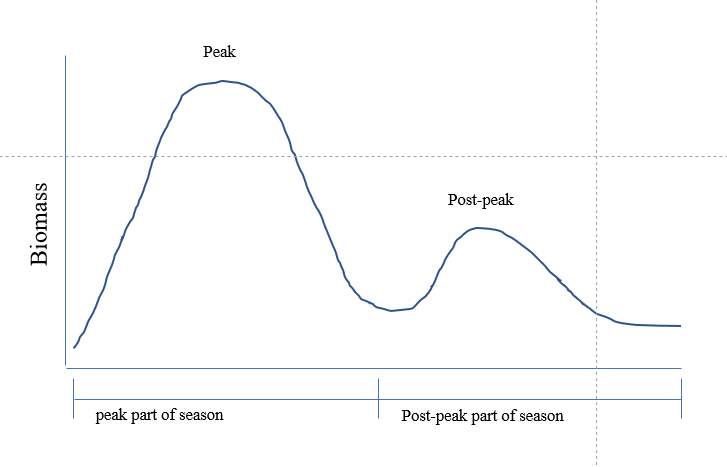 Peak
Biomass
Post-peak
peak part of season
Post-peak part of season